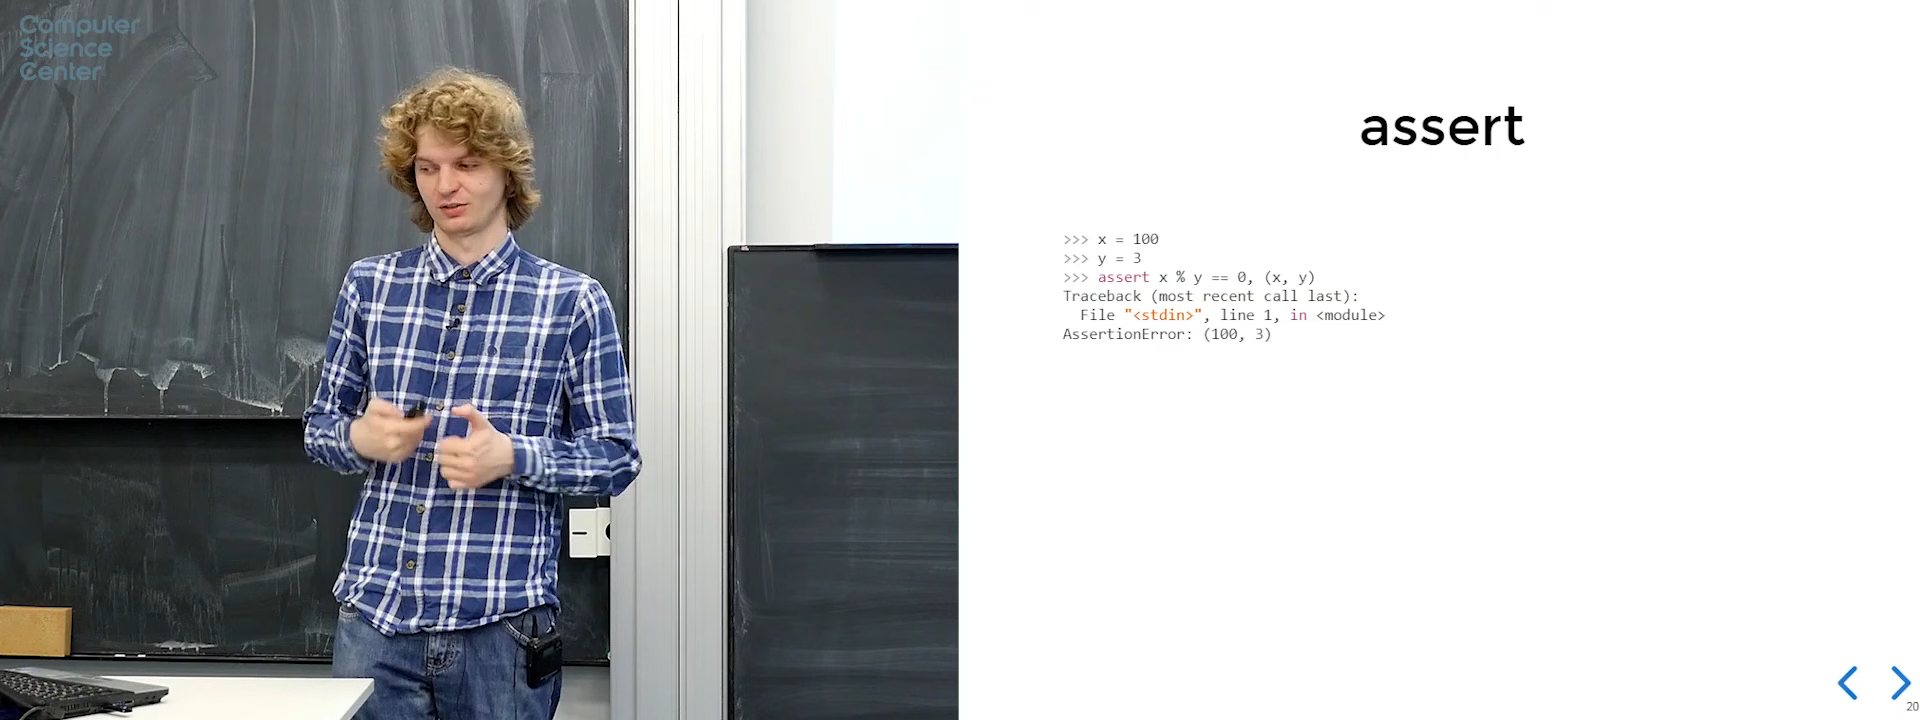 Computer
Science
Center
assert
>>> x = 100
>>> y = 3
>>> assert x % y == 0, (x, y)
Traceback (most recent call last):
  File "<stdin>", line 1, in <module>
AssertionError: (100, 3)
20